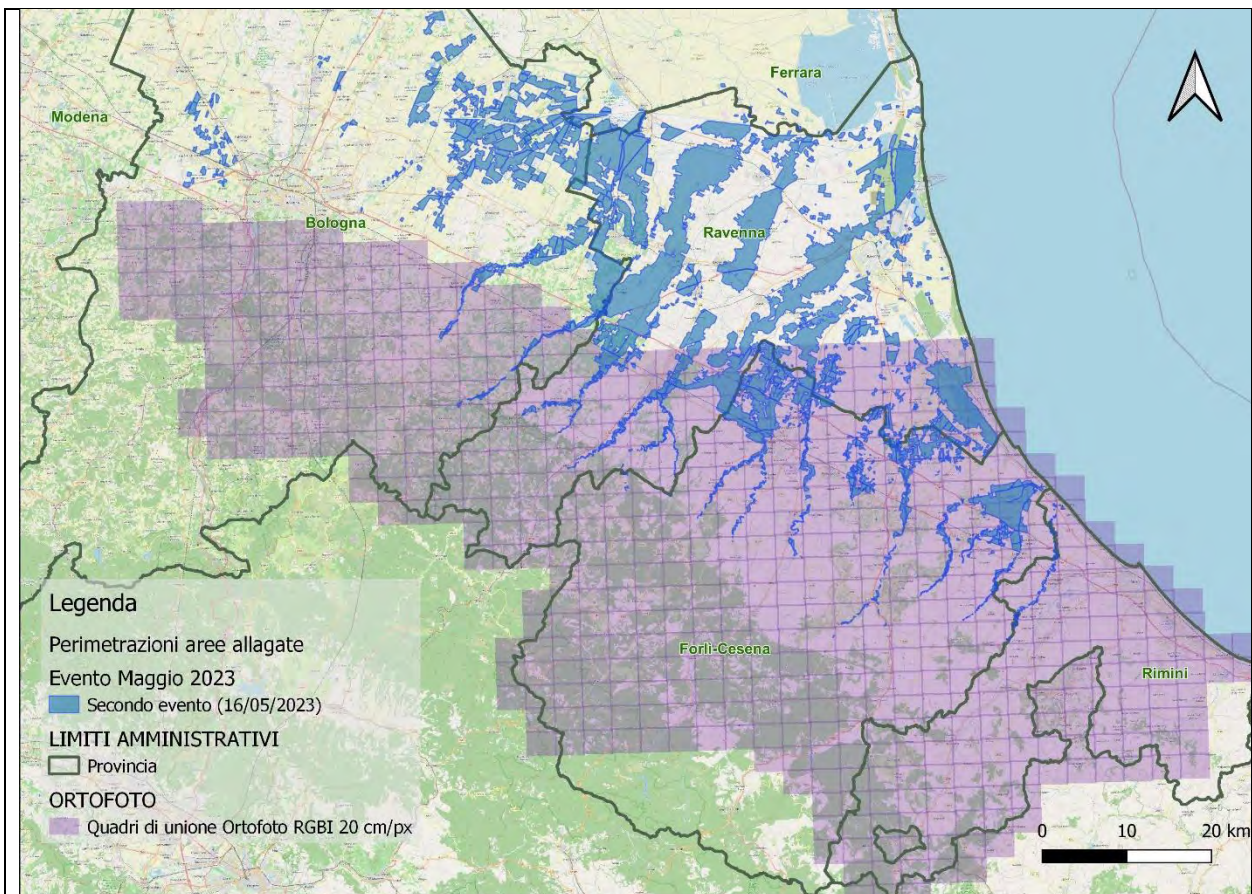 Ferrara
Modena
Bologna
Ravenna
Forlì-Cesena
Rimini
Legenda
Perimetrazioni aree allagate
Evento Maggio 2023
Secondo evento (16/05/2023)
LIMITI AMMINISTRATIVI
Provincia
ORTOFOTO
Quadri di unione Ortofoto RGBI 20 cm/px
0 10 20 km